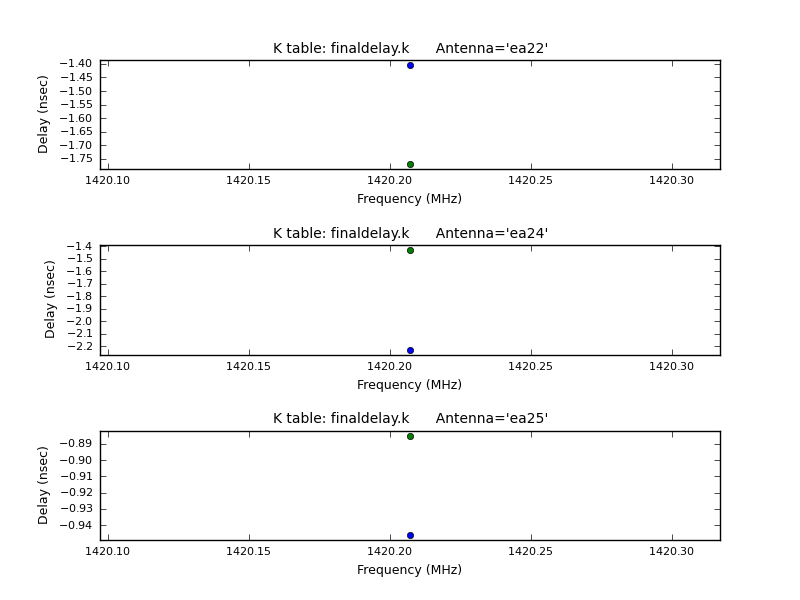 K table: finaldelay.k      Antenna='ea22'
−1.40
−1.45
−1.50
−1.55
−1.60
−1.65
−1.70
−1.75
Delay (nsec)
1420.10 1420.15 1420.20 1420.25 1420.30
Frequency (MHz)
K table: finaldelay.k      Antenna='ea24'
−1.4
−1.5
−1.6
−1.7
−1.8
−1.9
−2.0
−2.1
−2.2
Delay (nsec)
1420.10 1420.15 1420.20 1420.25 1420.30
Frequency (MHz)
K table: finaldelay.k      Antenna='ea25'
−0.89
−0.90
−0.91
−0.92
−0.93
−0.94
Delay (nsec)
1420.10 1420.15 1420.20 1420.25 1420.30
Frequency (MHz)